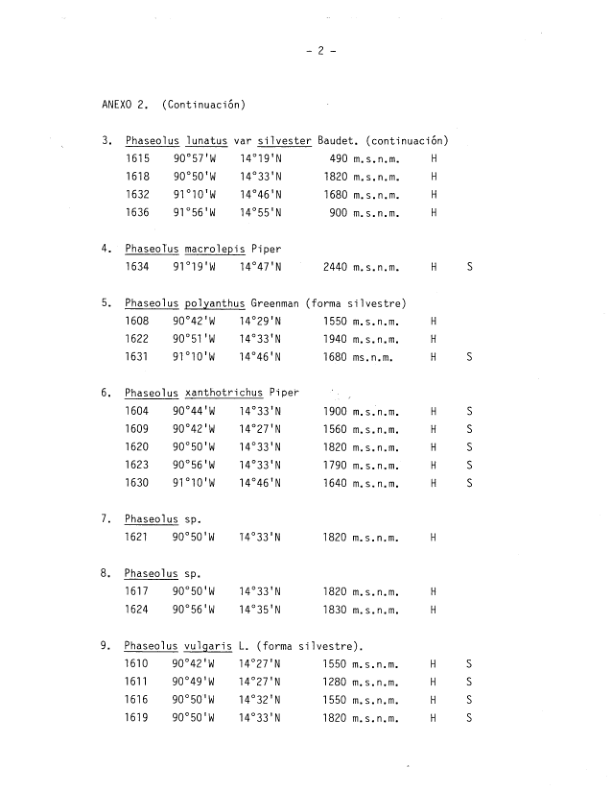 - 2 -
ANEXO 2. (Continuación)
3. Phaseolus lunatus var silvester Baudet. (continuación)
1615 90°57'W 14°19'N 490 m.s.n.m. H
1618 90°50'W 14°33'N 1820 m.s.n.m. H
1632 91°10'W 14°46'N 1680 m.s.n.m. H
1636 91°56'W 14°55'N 900 m.s.n.m. H
4. Phaseolus macrolepis Piper
1634 91°19'W 14°47'N 2440 m.s.n.m. H S
5. Phaseolus polyanthus Greenman (forma silvestre)
1608 90°42'W 14°29'N 1550 m.s.n.m. H
1622 90°51'W 14°33'N 1940 m.s.n.m. H
1631 91°10'W 14°46'N 1680 ms.n.m. H S
6. Phaseolus xanthotrichus Piper
1604 90°44'W 14°33'N 1900 m.s.n.m. H S
1609 90°42'W 14°27'N 1560 m.s.n.m. H S
1620 90°50'W 14°33'N 1820 m.s.n.m. H S
1623 90°56'W 14°33'N 1790 m.s.n.m. H S
1630 91°10'W 14°46'N 1640 m.s.n.m. H S
7. Phaseolus sp.
1621 90°50'W 14°33'N 1820 m.s.n.m. H
8. Phaseolus sp.
1617 90°50'W 14°33'N 1820 m.s.n.m. H
1624 90°56'W 14°35'N 1830 m.s.n.m. H
9. Phaseolus vulgaris L. (forma silvestre).
1610 90°42'W 14°27'N 1550 m.s.n.m. H S
1611 90°49'W 14°27'N 1280 m.s.n.m. H S
1616 90°50'W 14°32'N 1550 m.s.n.m. H S
1619 90°50'W 14°33'N 1820 m.s.n.m. H S